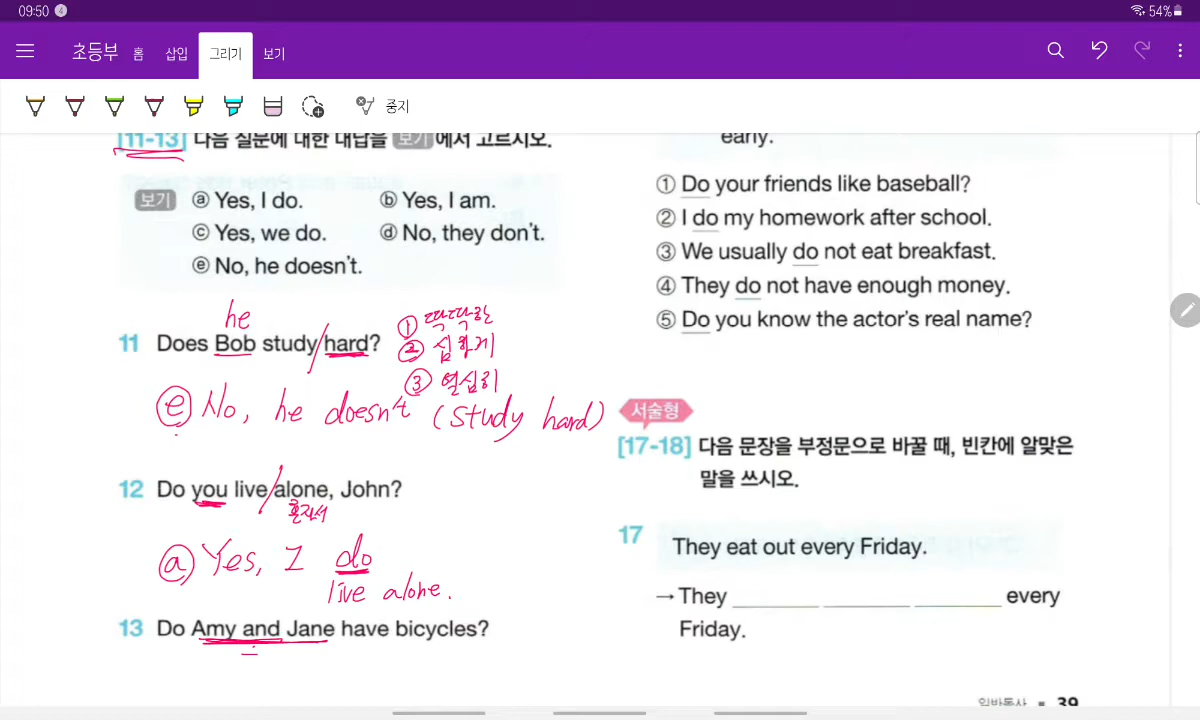 09:50 4 54%
초등부 홈 삽입 그리기 보기
중지
[11-13] 다음 질문에 대한 대답을 보기 에서 고르시오.
보기 ⓐ Yes, I do. ⓑ Yes, I am.
ⓒ Yes, we do. ⓓ No, they don't.
ⓔ No, he doesn't.
he
11 Does Bob study/hard?
① 딱딱한
② 심하게
③ 열심히
ⓔ No, he doesn't (study hard)
12 Do you live/alone, John?
혼자서
ⓐ Yes, I do
live alone.
13 Do Amy and Jane have bicycles?
early.
① Do your friends like baseball?
② I do my homework after school.
③ We usually do not eat breakfast.
④ They do not have enough money.
⑤ Do you know the actor's real name?
서술형
[17-18] 다음 문장을 부정문으로 바꿀 때, 빈칸에 알맞은
말을 쓰시오.
17 They eat out every Friday.
→ They ________ ________ ________ every
Friday.
일반동사 ■ 39